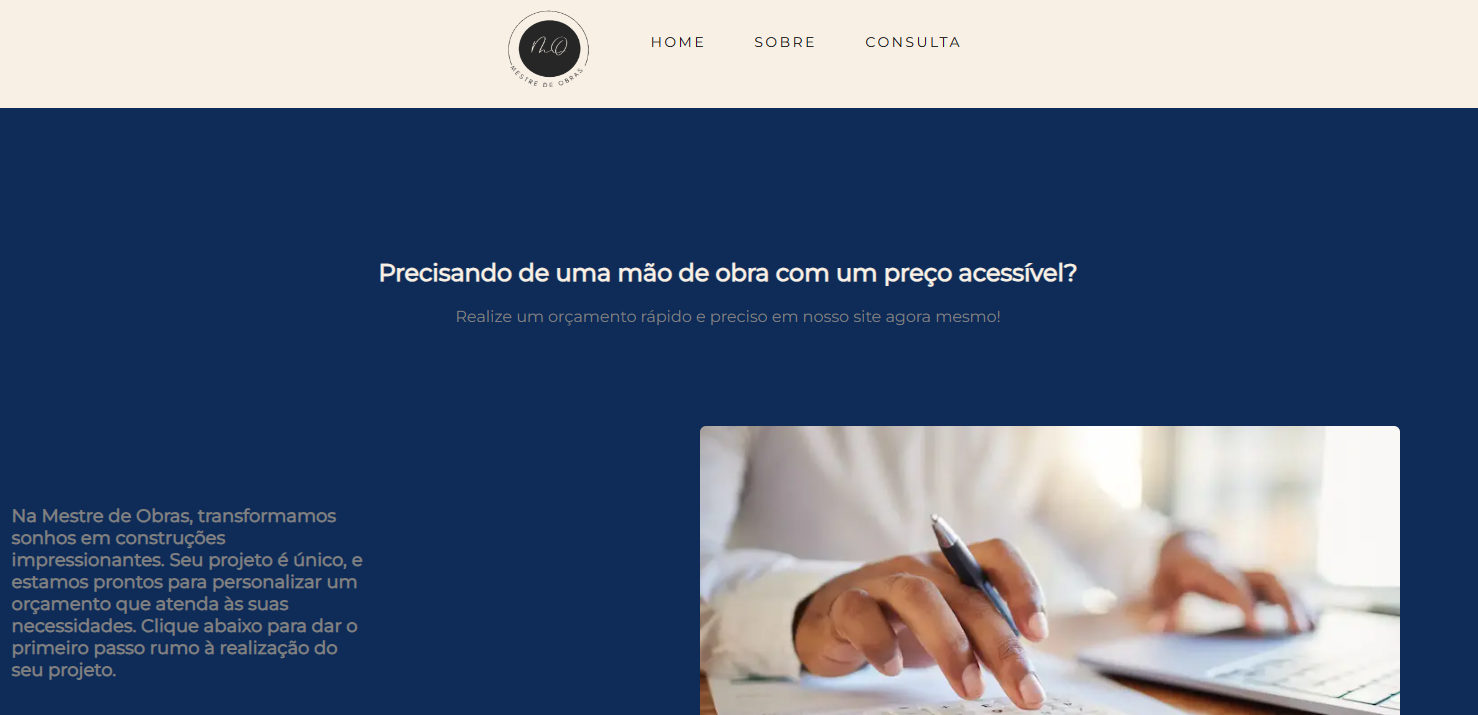 MO
MESTRE DE OBRAS
HOME SOBRE CONSULTA
Precisando de uma mão de obra com um preço acessível?
Realize um orçamento rápido e preciso em nosso site agora mesmo!
Na Mestre de Obras, transformamos
sonhos em construções
impressionantes. Seu projeto é único, e
estamos prontos para personalizar um
orçamento que atenda às suas
necessidades. Clique abaixo para dar o
primeiro passo rumo à realização do
seu projeto.